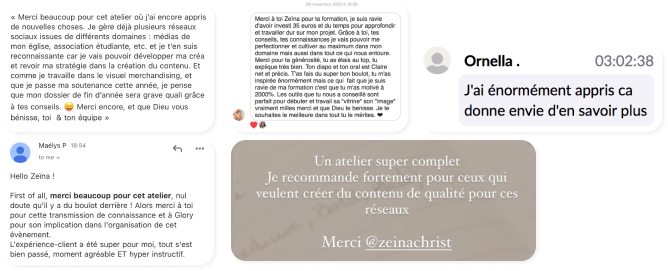 « Merci beaucoup pour cet atelier où j'ai encore appris
de nouvelles choses. Je gère déjà plusieurs réseaux
sociaux issues de différents domaines : médias de
mon église, association étudiante, etc. et je t'en suis
reconnaissante car je vais pouvoir développer ma créa
et revoir ma stratégie dans la création du contenu. Et
comme je travaille dans le visuel merchandising, et
que je passe ma soutenance cette année, je pense
que mon dossier de fin d'année sera grave quali grâce
à tes conseils. 😛 Merci encore, et que Dieu vous
bénisse, toi & ton équipe »
Merci à toi Zeïna pour ta formation, je suis ravie
d'avoir investi 35 euros et du temps pour approfondir
et travailler dur sur mon projet. Grâce à toi, tes
conseils, tes connaissances je vais pouvoir me
perfectionner et cultiver au maximum dans mon
domaine mais aussi dans tout ce qui nous entoure.
Merci pour ta générosité, tu as étais au top, tu
explique très bien. Ton diapo et ton oral est Claire
net et précis. T'as fais du super bon boulot, tu m'as
inspirée énormément mais ce qui fait que je suis
ravie de ma formation c'est que tu m'as motivé à
2000%. Les outils que tu nous a conseillé sont
parfait pour débuter et travail sa "vitrine" son "image"
vraiment milles merci et que Dieu te benisse. Je te
souhaites le meilleure dans tout tu le mérites. ❤
Ornella . 03:02:38
J'ai énormément appris ca
donne envie d'en savoir plus
Maëlys P 18:54
to me
Hello Zeïna !
First of all, merci beaucoup pour cet atelier, nul
doute qu'il y a du boulot derrière ! Alors merci à toi
pour cette transmission de connaissance et à Glory
pour son implication dans l'organisation de cet
évènement.
L'expérience-client a été super pour moi, tout s'est
bien passé, moment agréable ET hyper instructif.
Un atelier super complet
Je recommande fortement pour ceux qui
veulent créer du contenu de qualité pour ces
réseaux
Merci @zeinachrist